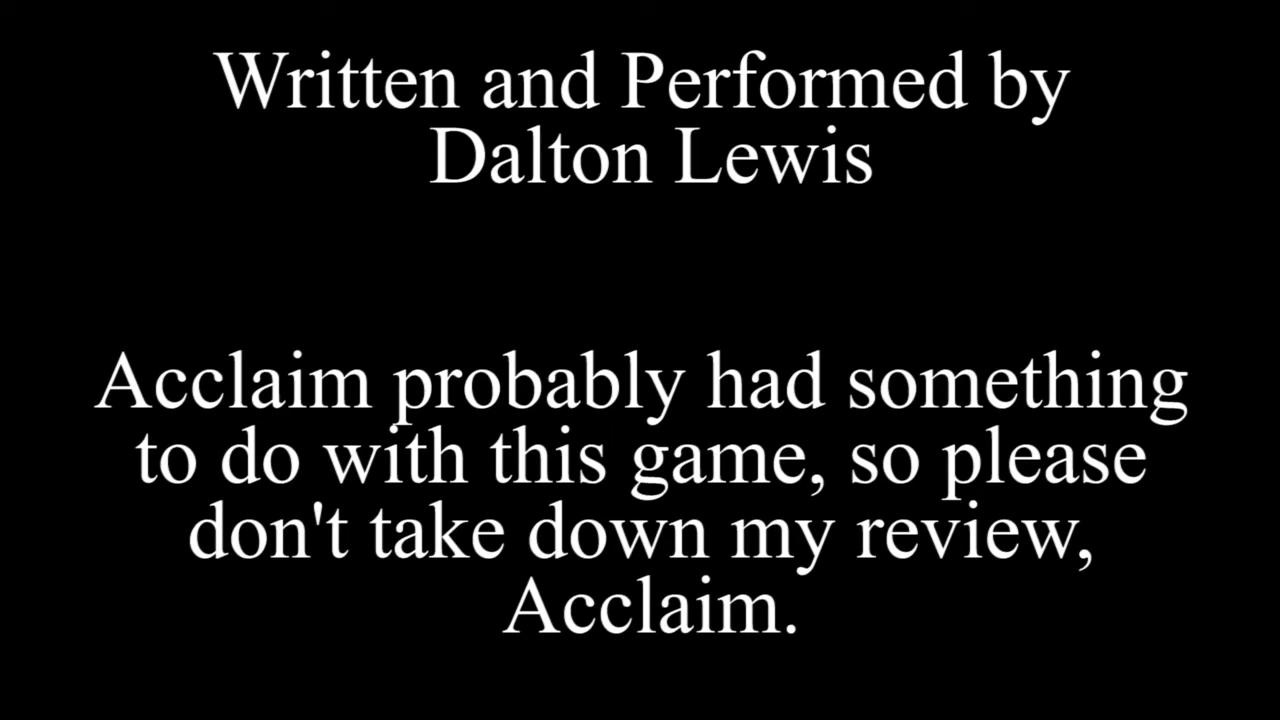 Written and Performed by
Dalton Lewis
Acclaim probably had something
to do with this game, so please
don't take down my review,
Acclaim.